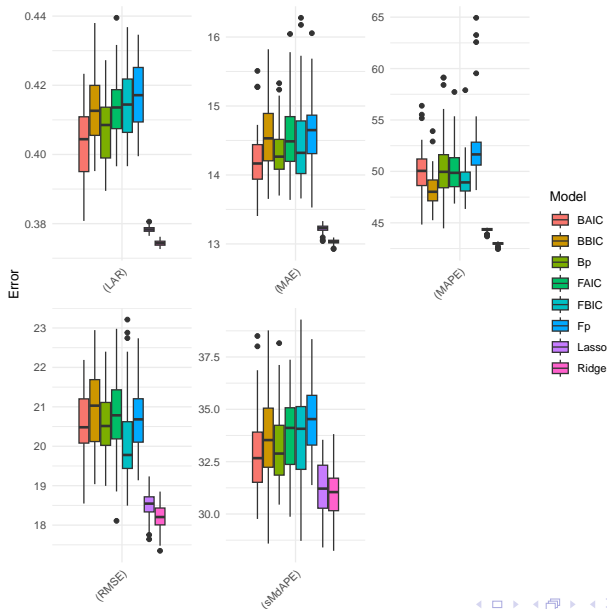 0.44
0.42
0.40
0.38
(LAR)
16
15
14
13
(MAE)
65
60
55
50
45
(MAPE)
Error
23
22
21
20
19
18
(RMSE)
37.5
35.0
32.5
30.0
(sMdAPE)
Model
BAIC
BBIC
Bp
FAIC
FBIC
Fp
Lasso
Ridge